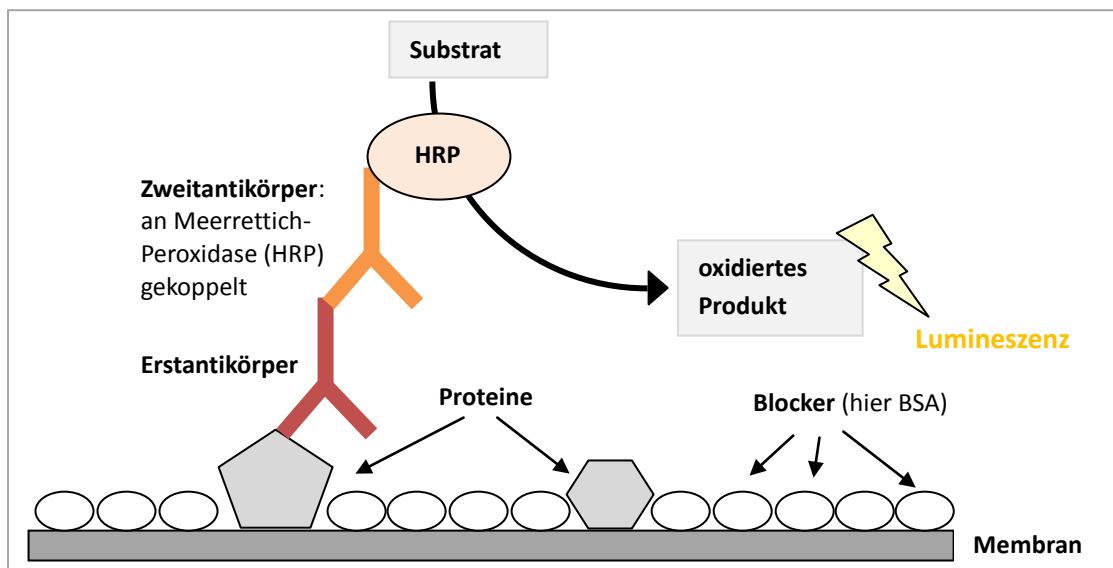 Substrat
HRP
Zweitantikörper:
an Meerrettich-
Peroxidase (HRP)
gekoppelt
oxidiertes
Produkt
Lumineszenz
Erstantikörper
Proteine
Blocker (hier BSA)
Membran